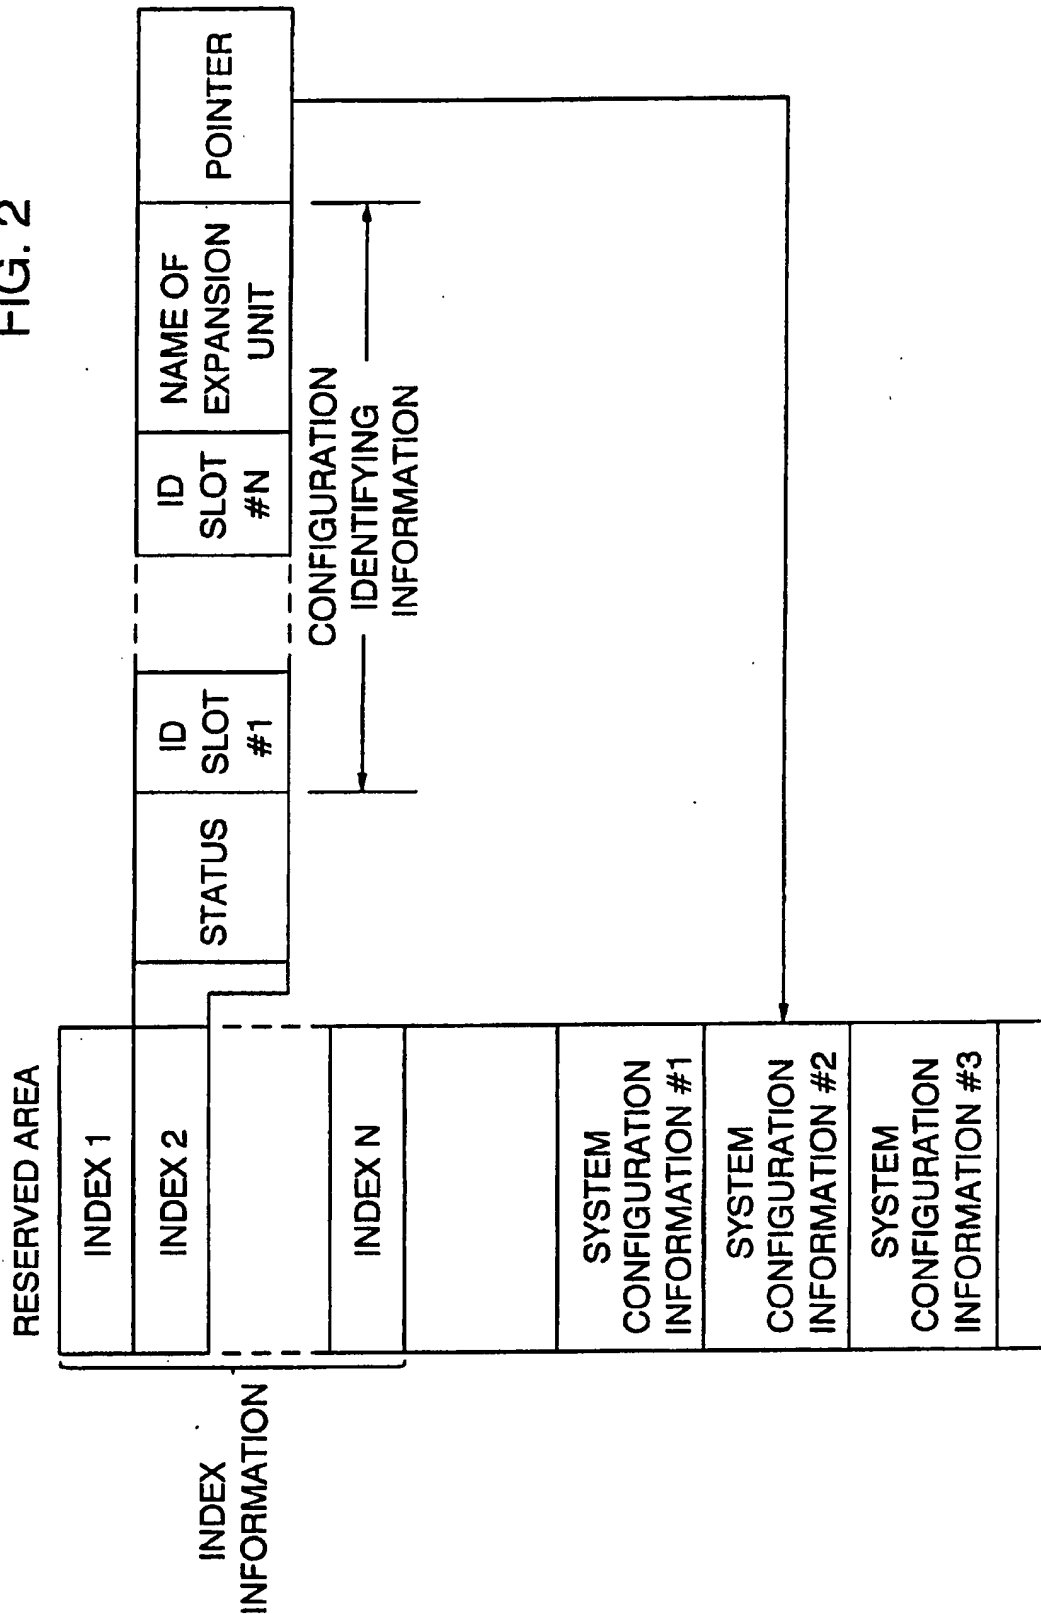 FIG. 2
RESERVED AREA
INDEX 1
INDEX 2
INDEX N
INDEX
INFORMATION
STATUS
ID
SLOT
#1
ID
SLOT
#N
NAME OF
EXPANSION
UNIT
POINTER
CONFIGURATION
IDENTIFYING
INFORMATION
SYSTEM
CONFIGURATION
INFORMATION #1
SYSTEM
CONFIGURATION
INFORMATION #2
SYSTEM
CONFIGURATION
INFORMATION #3